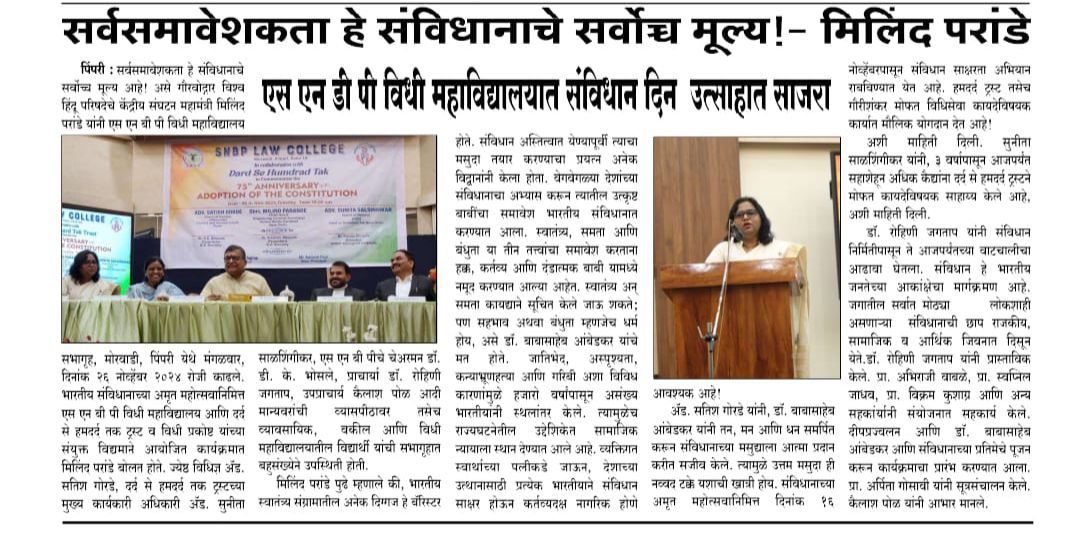 सर्वसमावेशकता हे संविधानाचे सर्वोच्च मूल्य!- मिलिंद परांडे
एस एन डी पी विधी महाविद्यालयात संविधान दिन उत्साहात साजरा
पिंपरी : सर्वसमावेशकता हे संविधानाचे
सर्वोच्च मूल्य आहे! असे गौरवोद्गार विश्व
हिंदू परिषदेचे केंद्रीय संघटन महामंत्री मिलिंद
परांडे यांनी एस एन बी पी विधी महाविद्यालय
SNBP LAW COLLEGE
In collaboration with
Dard Se Humdrad Tak
To Commemorate the
75th ANNIVERSARY OF
ADOPTION OF THE CONSTITUTION
ADV. SATISH GORDE
SHRI. MILIND PARANDE
ADV. SUNITA SALSHINGIKAR
सभागृह, मोरवाडी, पिंपरी येथे मंगळवार,
दिनांक २६ नोव्हेंबर २०२४ रोजी काढले.
भारतीय संविधानाच्या अमृत महोत्सवानिमित्त
एस एन बी पी विधी महाविद्यालय आणि दर्द
से हमदर्द तक ट्रस्ट व विधी प्रकोष्ठ यांच्या
संयुक्त विद्यमाने आयोजित कार्यक्रमात
मिलिंद परांडे बोलत होते. ज्येष्ठ विधिज्ञ ॲड.
सतिश गोरडे, दर्द से हमदर्द तक ट्रस्टच्या
मुख्य कार्यकारी अधिकारी ॲड. सुनीता
साळशिंगीकर, एस एन बी पीचे चेअरमन डॉ.
डी. के. भोसले, प्राचार्या डॉ. रोहिणी
जगताप, उपप्राचार्य कैलाश पोळ आदी
मान्यवरांची व्यासपीठावर तसेच
व्यावसायिक, वकील आणि विधी
महाविद्यालयातील विद्यार्थी यांची सभागृहात
बहुसंख्येने उपस्थिती होती.
मिलिंद परांडे पुढे म्हणाले की, भारतीय
स्वातंत्र्य संग्रामातील अनेक दिग्गज हे बॅरिस्टर
होते. संविधान अस्तित्वात येण्यापूर्वी त्याचा
मसुदा तयार करण्याचा प्रयत्न अनेक
विद्वानांनी केला होता. वेगवेगळ्या देशांच्या
संविधानाचा अभ्यास करून त्यातील उत्कृष्ट
बाबींचा समावेश भारतीय संविधानात
करण्यात आला. स्वातंत्र्य, समता आणि
बंधुता या तीन तत्त्वांचा समावेश करताना
हक्क, कर्तव्य आणि दंडात्मक बाबी यामध्ये
नमूद करण्यात आल्या आहेत. स्वातंत्र्य अन्
समता कायद्याने सूचित केले जाऊ शकते;
पण सहभाव अथवा बंधुता म्हणजेच धर्म
होय, असे डॉ. बाबासाहेब आंबेडकर यांचे
मत होते. जातिभेद, अस्पृश्यता,
कन्याभ्रूणहत्या आणि गरिबी अशा विविध
कारणांमुळे हजारो वर्षांपासून असंख्य
भारतीयांनी स्थलांतर केले. त्यामुळेच
राज्यघटनेतील उद्देशिकेत सामाजिक
न्यायाला स्थान देण्यात आले आहे. व्यक्तिगत
स्वार्थाच्या पलीकडे जाऊन, देशाच्या
उत्थानासाठी प्रत्येक भारतीयाने संविधान
साक्षर होऊन कर्तव्यदक्ष नागरिक होणे
आवश्यक आहे!
ॲड. सतिश गोरडे यांनी, डॉ. बाबासाहेब
आंबेडकर यांनी तन, मन आणि धन समर्पित
करून संविधानाच्या मसुद्याला आत्मा प्रदान
करीत सजीव केले. त्यामुळे उत्तम मसुदा ही
नव्वद टक्के यशाची खात्री होय. संविधानाच्या
अमृत महोत्सवानिमित्त दिनांक १६
नोव्हेंबरपासून संविधान साक्षरता अभियान
राबविण्यात येत आहे. हमदर्द ट्रस्ट तसेच
गौरीशंकर मोफत विधिसेवा कायदेविषयक
कार्यात मौलिक योगदान देत आहे!
अशी माहिती दिली. सुनीता
साळशिंगीकर यांनी, ३ वर्षांपासून आजपर्यंत
सहाशेहून अधिक कैद्यांना दर्द से हमदर्द ट्रस्टने
मोफत कायदेविषयक साहाय्य केले आहे,
अशी माहिती दिली.
डॉ. रोहिणी जगताप यांनी संविधान
निर्मितीपासून ते आजपर्यंतच्या वाटचालीचा
आढावा घेतला. संविधान हे भारतीय
जनतेच्या आकांक्षेचा मार्गक्रमण आहे.
जगातील सर्वात मोठ्या लोकशाही
असणाऱ्या संविधानाची छाप राजकीय,
सामाजिक व आर्थिक जिवनात दिसून
येते.डॉ. रोहिणी जगताप यांनी प्रास्ताविक
केले. प्रा. अभिराजी वाबळे, प्रा. स्वप्निल
जाधव, प्रा. विक्रम कुशाग्र आणि अन्य
सहकार्यांनी संयोजनात सहकार्य केले.
दीपप्रज्वलन आणि डॉ. बाबासाहेब
आंबेडकर आणि संविधानाच्या प्रतिमेचे पूजन
करून कार्यक्रमाचा प्रारंभ करण्यात आला.
प्रा. अर्पिता गोसावी यांनी सूत्रसंचालन केले.
कैलाश पोळ यांनी आभार मानले.